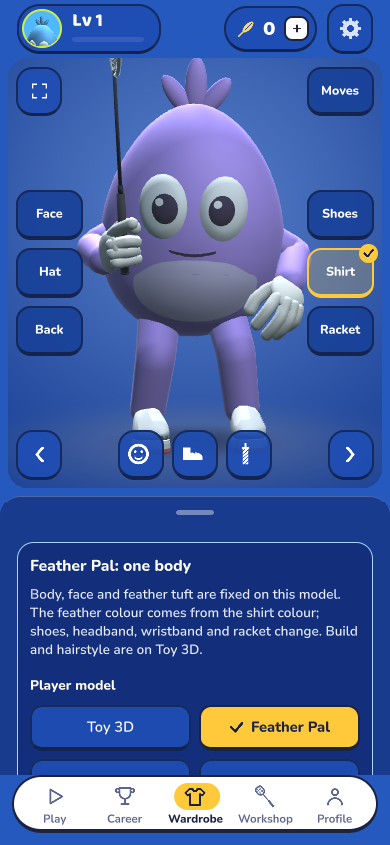 Lv 1
0
+
Moves
Face
Shoes
Hat
Shirt
Back
Racket
Feather Pal: one body
Body, face and feather tuft are fixed on this model.
The feather colour comes from the shirt colour;
shoes, headband, wristband and racket change. Build
and hairstyle are on Toy 3D.
Player model
Toy 3D
Feather Pal
Play
Career
Wardrobe
Workshop
Profile